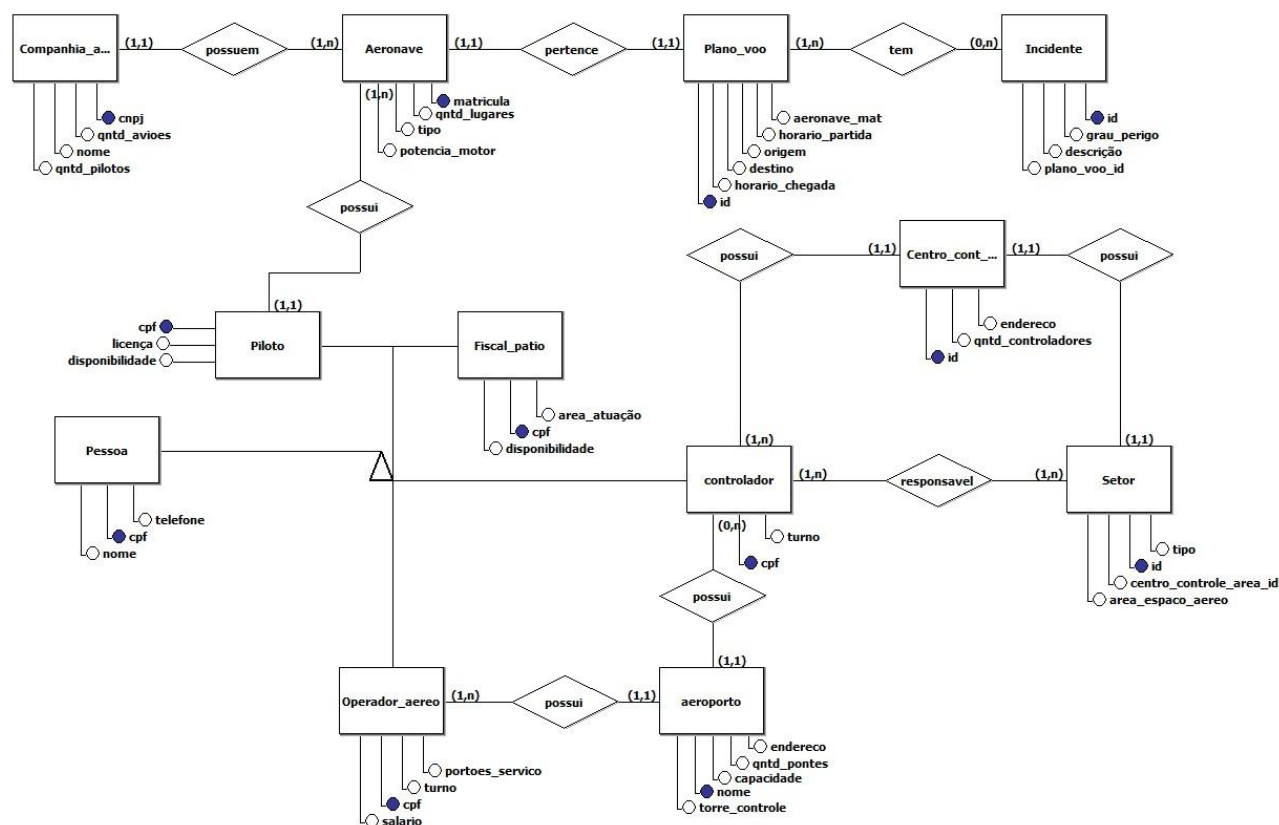 Companhia_a...
(1,1)
possuem
(1,n)
Aeronave
(1,1)
pertence
(1,1)
Plano_voo
(1,n)
tem
(0,n)
Incidente
cnpj
qntd_avioes
nome
qntd_pilotos
(1,n)
matricula
qntd_lugares
tipo
potencia_motor
aeronave_mat
horario_partida
origem
destino
horario_chegada
id
id
grau_perigo
descrição
plano_voo_id
possui
possui
(1,1)
Centro_cont_...
(1,1)
possui
endereco
qntd_controladores
id
(1,1)
cpf
licença
disponibilidade
Piloto
Fiscal_patio
area_atuação
cpf
disponibilidade
Pessoa
telefone
cpf
nome
(1,n)
controlador
(1,n)
responsavel
(1,n)
(1,1)
Setor
(0,n)
turno
cpf
tipo
id
centro_controle_area_id
area_espaco_aereo
possui
(1,1)
Operador_aereo
(1,n)
possui
(1,1)
aeroporto
portoes_servico
turno
cpf
salario
endereco
qntd_pontes
capacidade
nome
torre_controle